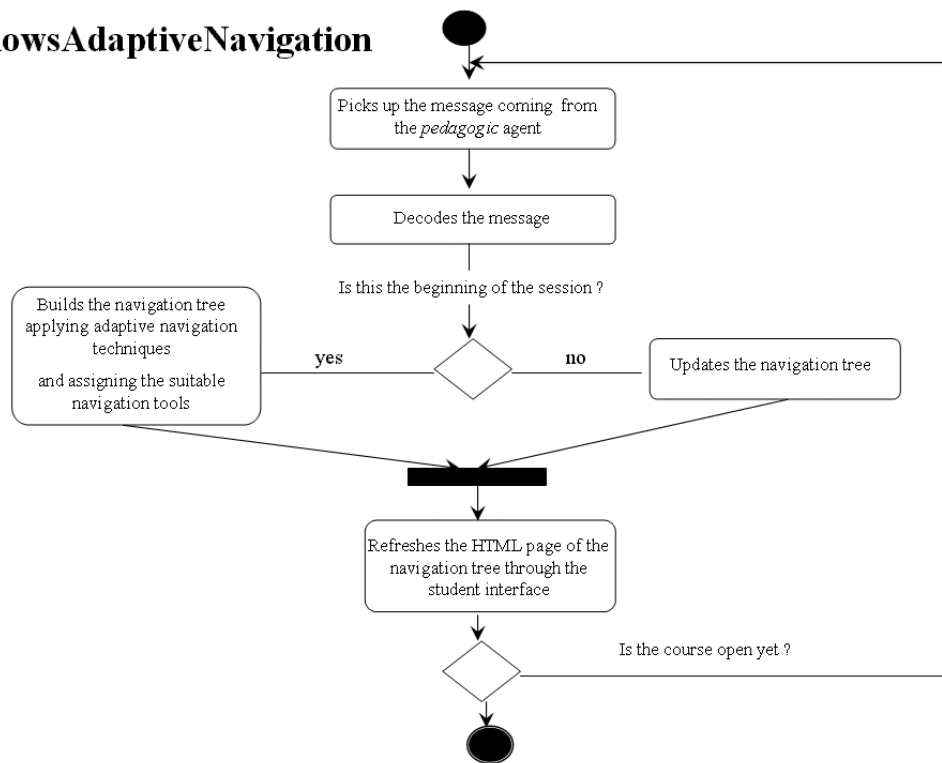 lowsAdaptiveNavigation
Picks up the message coming from
the pedagogic agent
Decodes the message
Is this the beginning of the session ?
Builds the navigation tree
applying adaptive navigation
techniques
and assigning the suitable
navigation tools
yes
no
Updates the navigation tree
Refreshes the HTML page of the
navigation tree through the
student interface
Is the course open yet ?